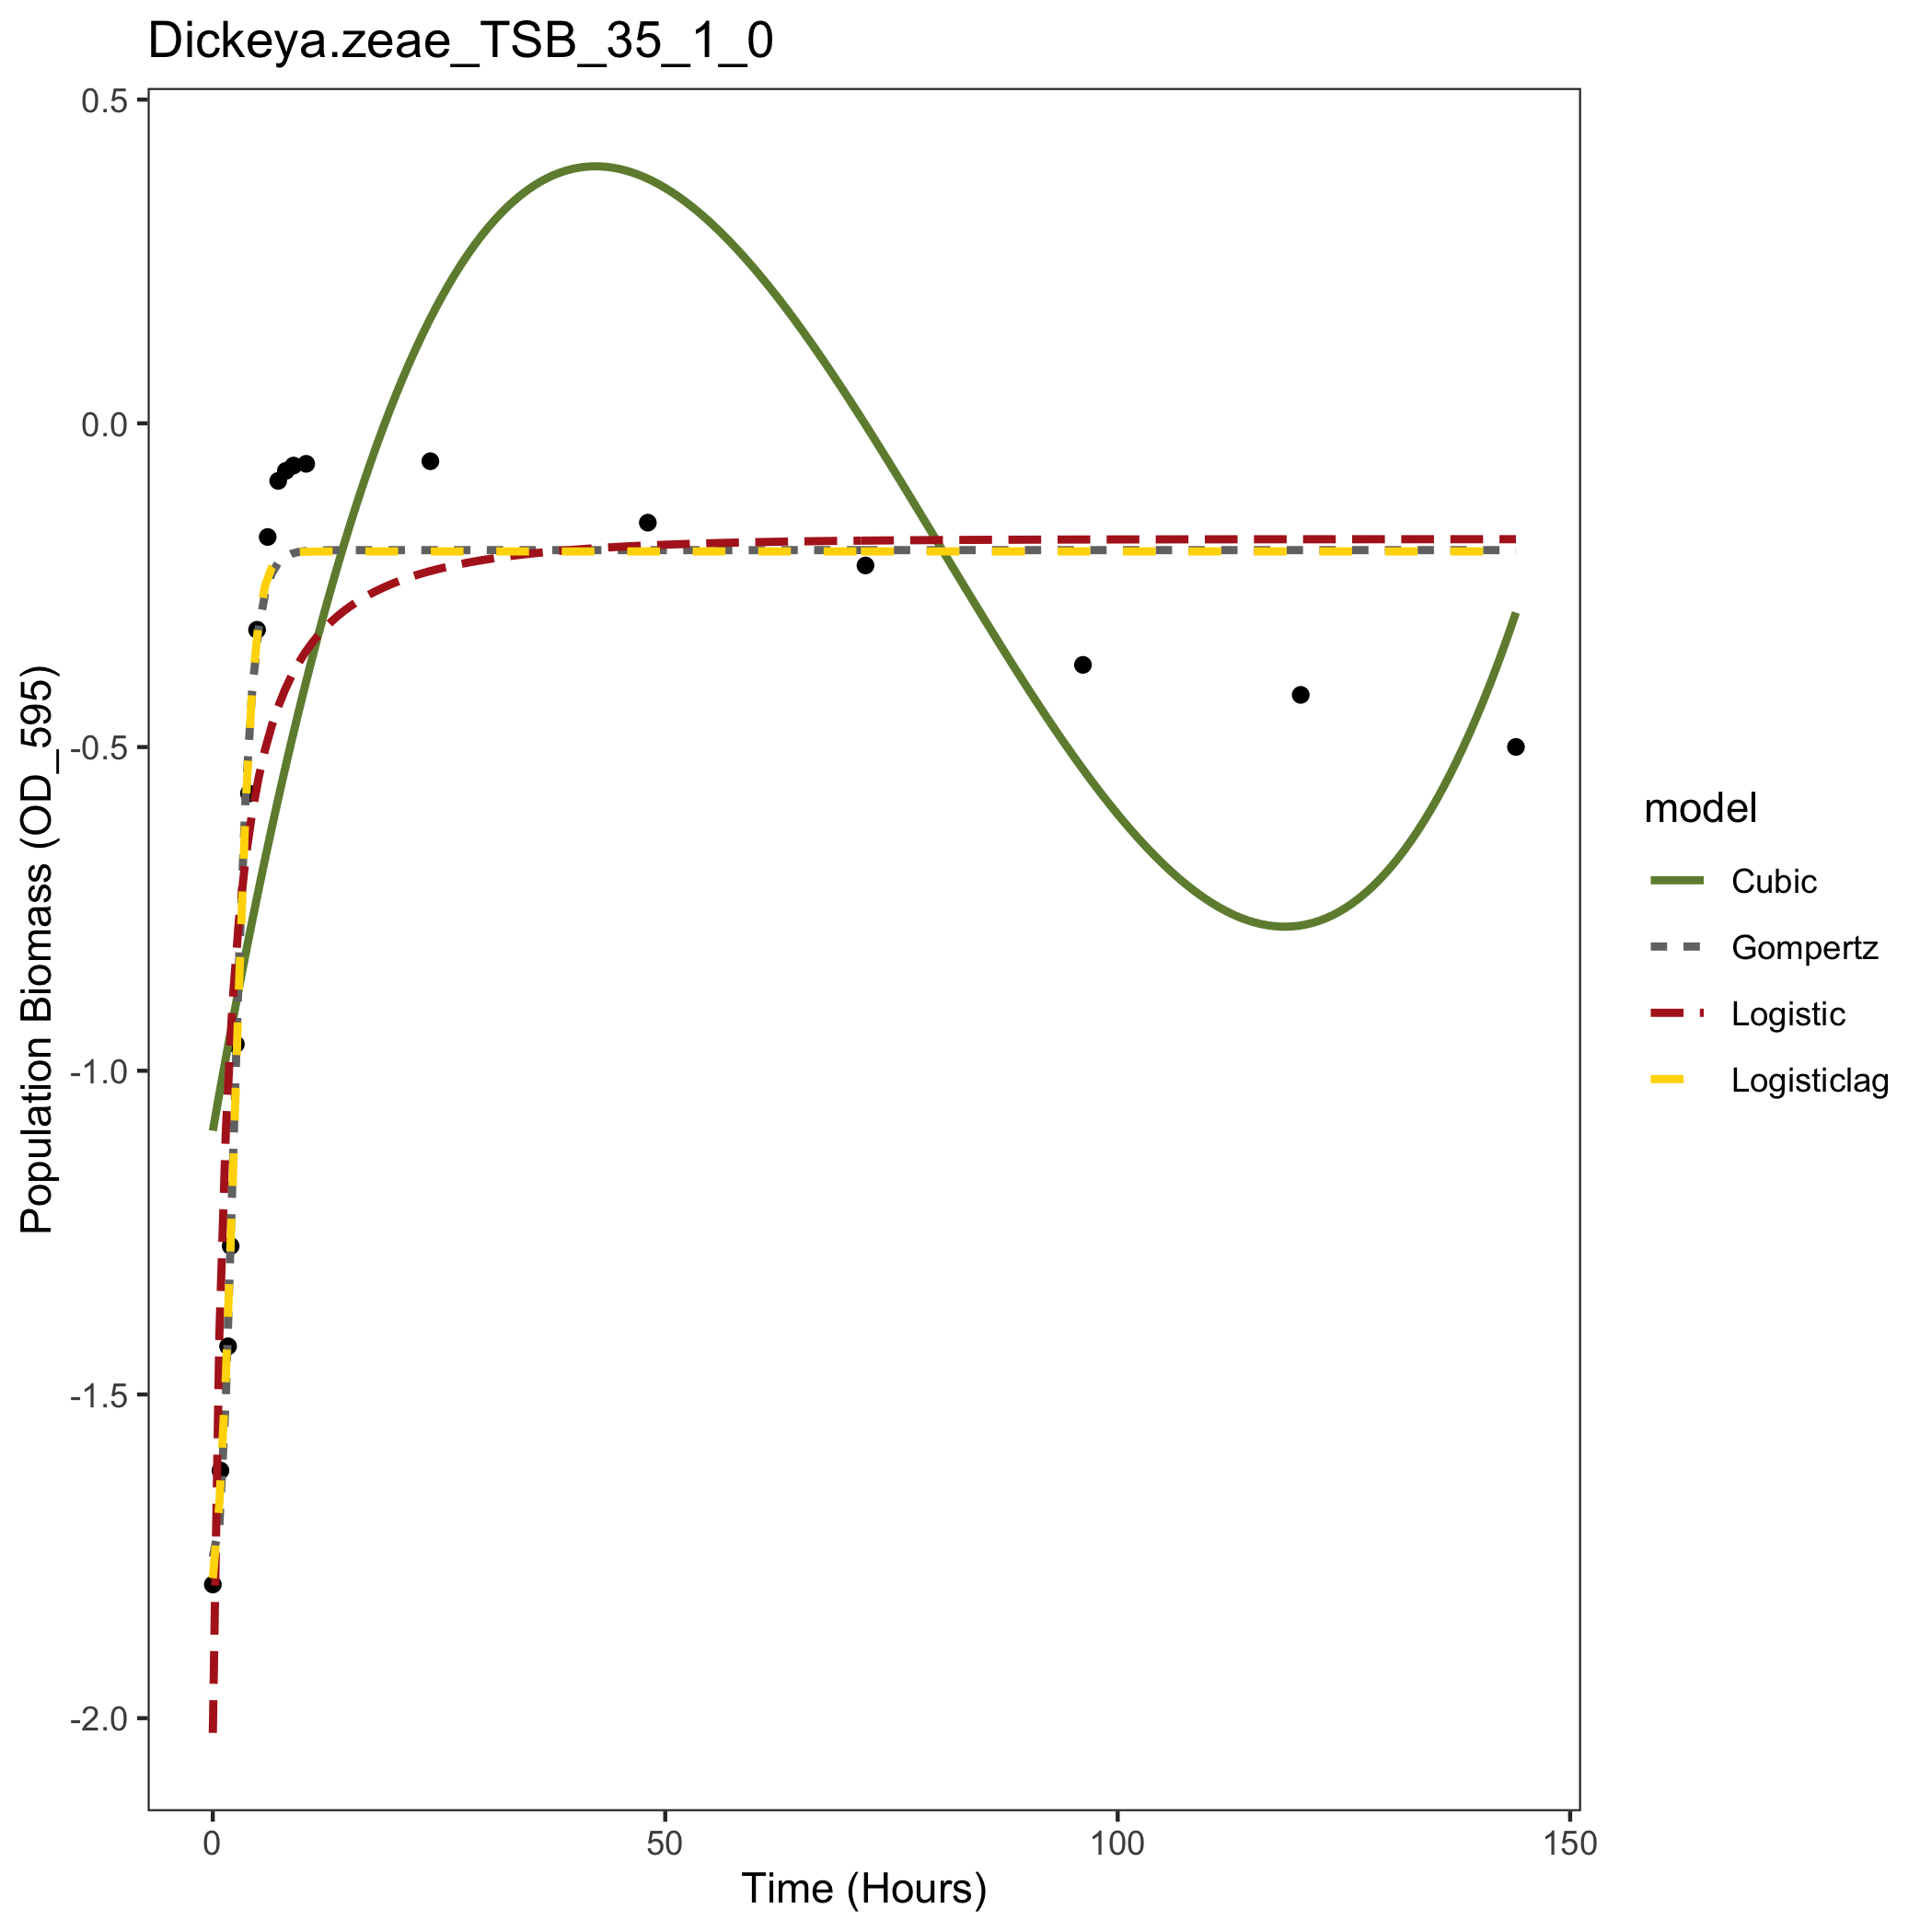 Dickeya.zeae_TSB_35_1_0
0.5
0.0
-0.5
-1.0
-1.5
-2.0
Population Biomass (OD_595)
0
50
100
150
Time (Hours)
model
Cubic
Gompertz
Logistic
Logisticlag